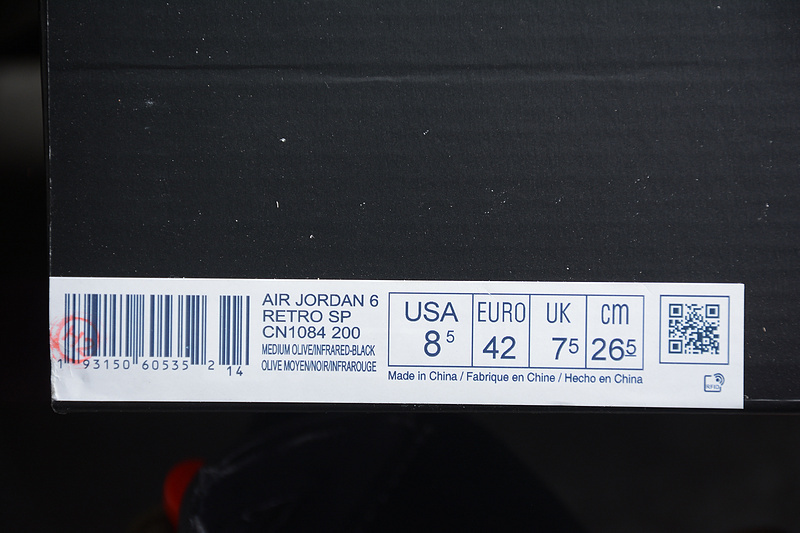 AIR JORDAN 6
RETRO SP
CN1084 200
MEDIUM OLIVE/INFRARED-BLACK
OLIVE MOYEN/NOIR/INFRAROUGE
1 93150 60535 2 14
USA EURO UK cm
8 5 42 75 26 5
Made in China / Fabrique en Chine / Hecho en China